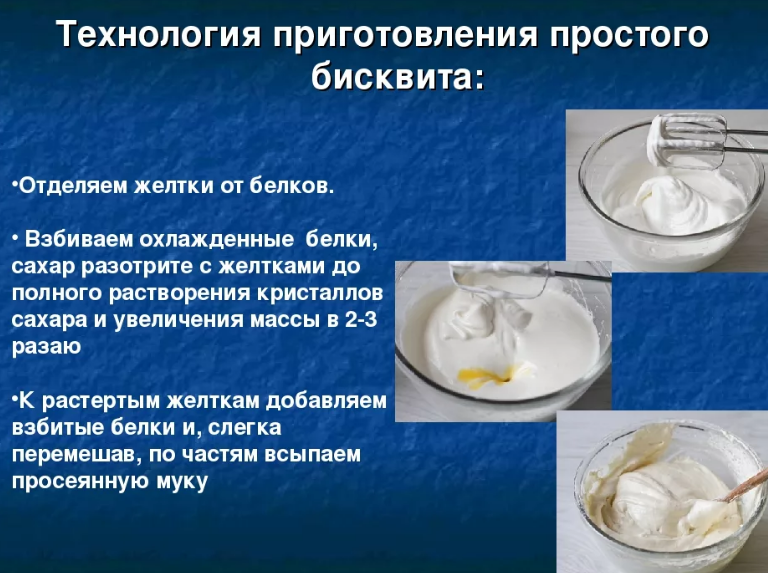 Технология приготовления простого
бисквита:
•Отделяем желтки от белков.
• Взбиваем охлажденные  белки,
сахар разотрите с желтками до
полного растворения кристаллов
сахара и увеличения массы в 2-3
разаю
•К растертым желткам добавляем
взбитые белки и, слегка
перемешав, по частям всыпаем
просеянную муку